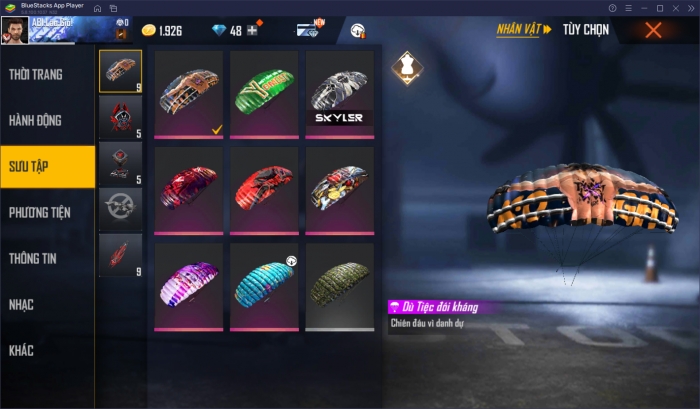 BlueStacks App Player
0
1.926
48
NEW
NHÂN VẬT
TÙY CHỌN
THỜI TRANG
HÀNH ĐỘNG
SƯU TẬP
PHƯƠNG TIỆN
THÔNG TIN
NHẠC
KHÁC
9
5
5
9
SKYLER
Dù Tiệc đối kháng
Chiến đấu vì danh dự